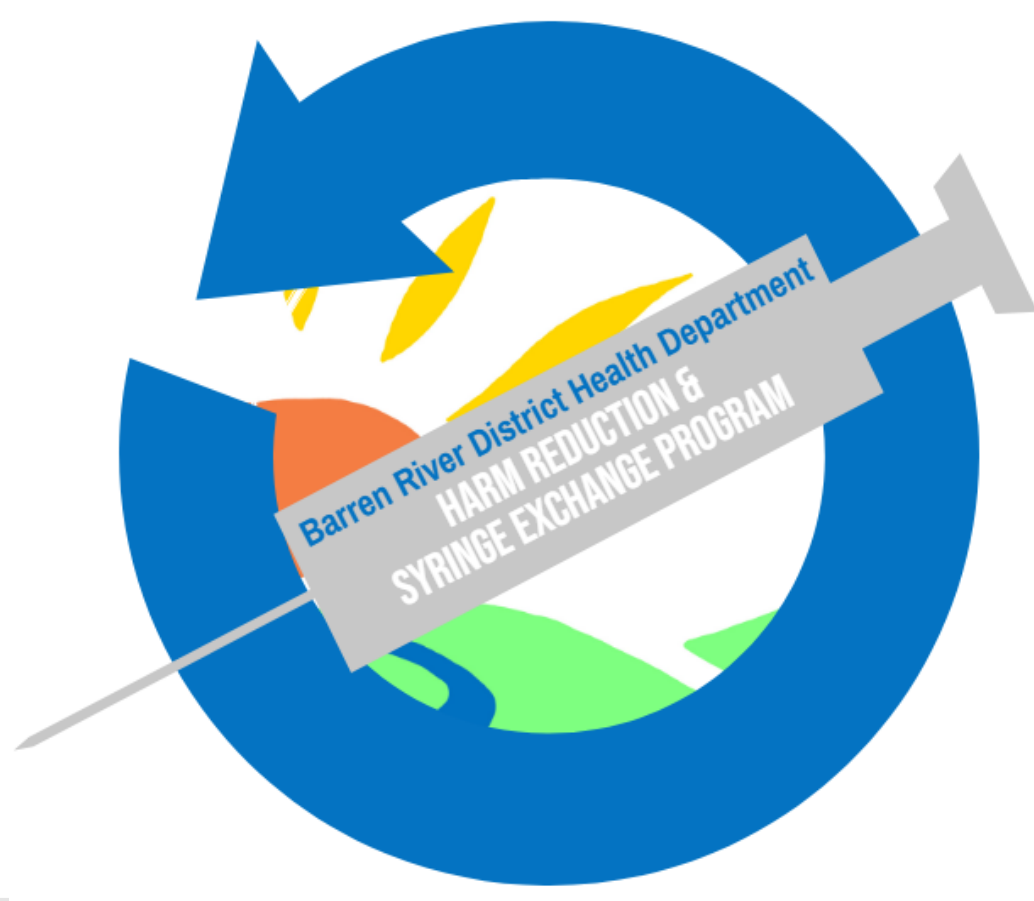 Barren River District Health Department
HARM REDUCTION &
SYRINGE EXCHANGE PROGRAM